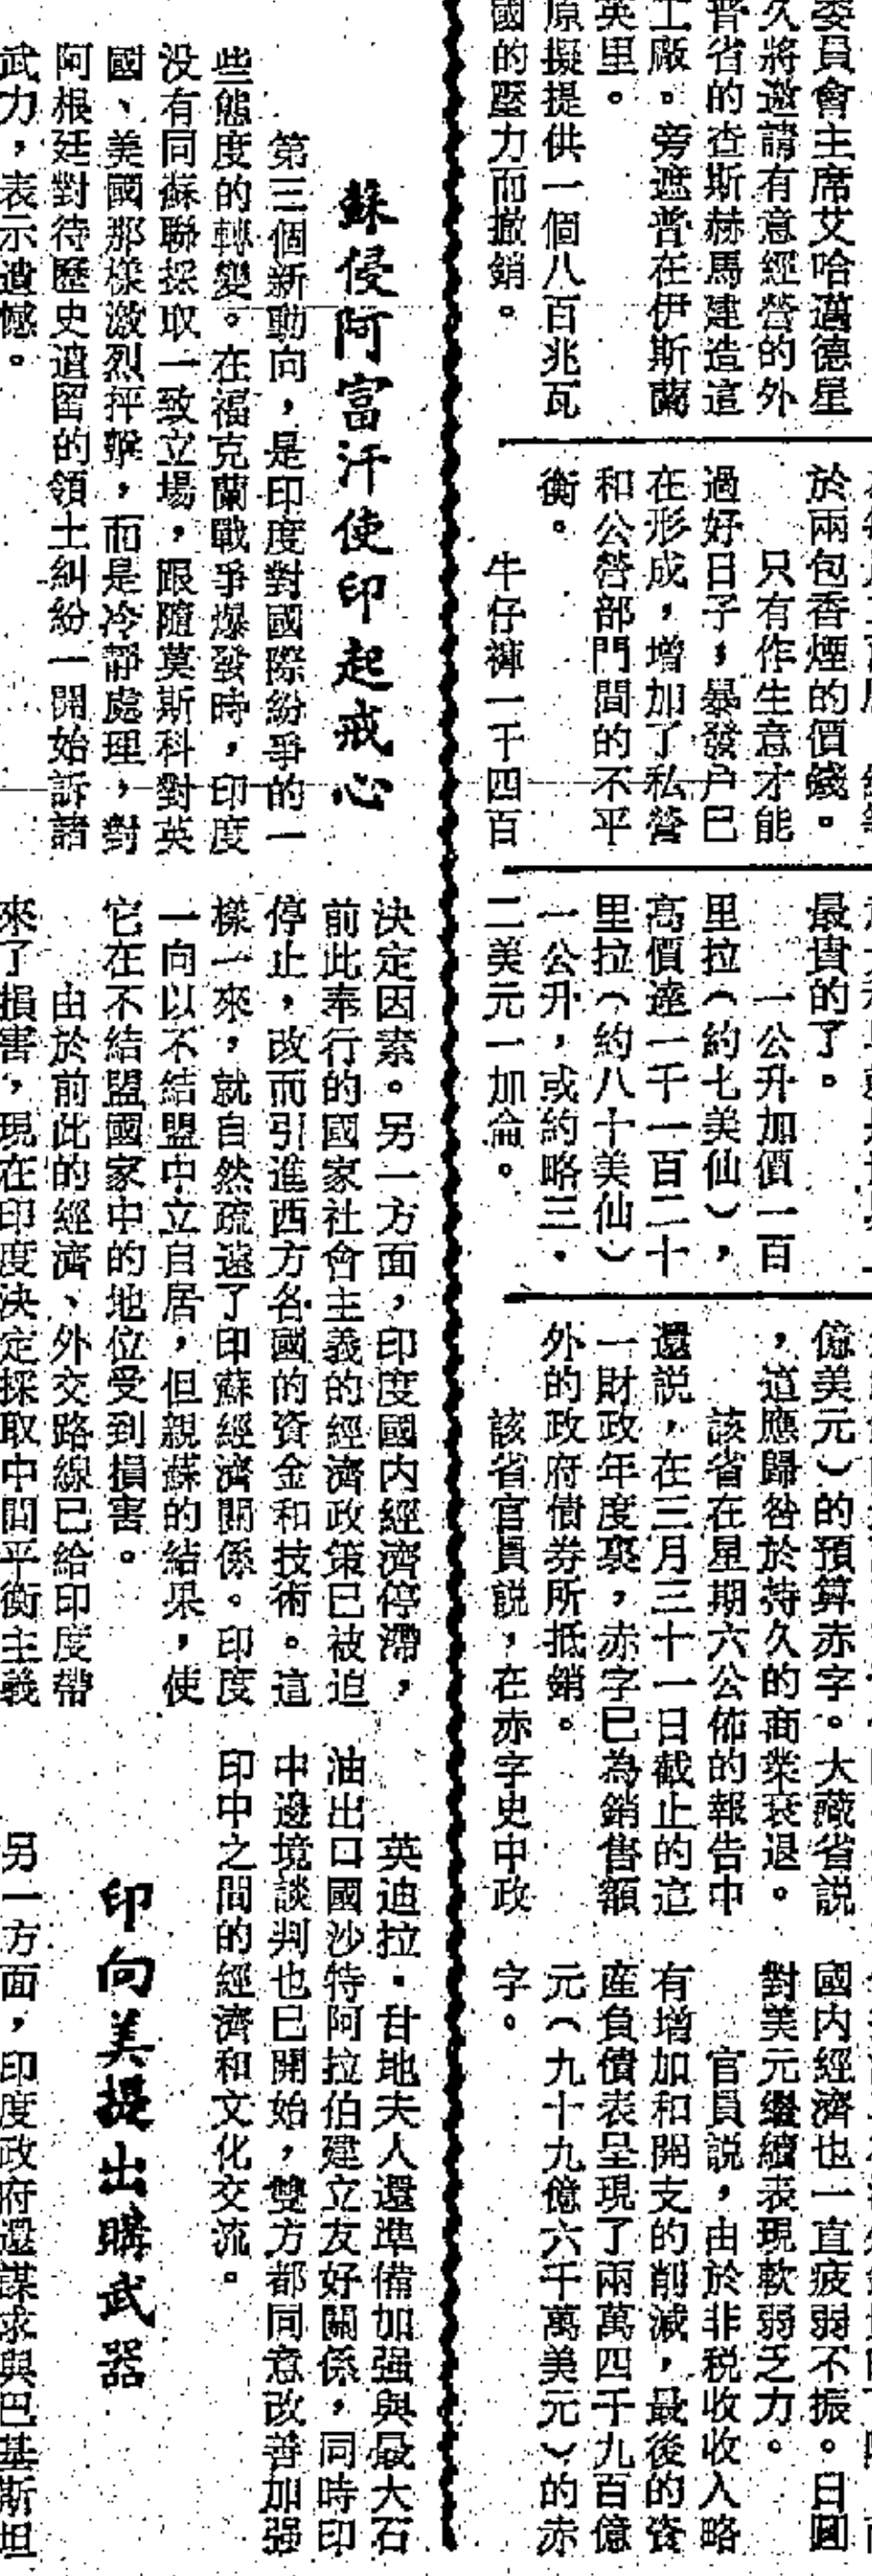 委員會主席艾哈邁德星
久將邀請有意經營的外
普省的查斯赫馬建造這
工廠。旁遮普在伊斯蘭
英里。
原擬提供一個八百兆瓦
國的壓力而撤銷。
於兩包香煙的價錢。
只有作生意才能
過好日子，暴發户巳
在形成，增加了私營
和公營部門間的不平
衡。
牛仔褲一千四百
最貴的了。
一公升加價一百
里拉（約七美仙），
高價達一千一百二十
里拉（約八十美仙）
一公升，或約略三．
二美元一加侖。
億美元）的預算赤字。大藏省説
，這應歸咎於持久的商業衰退。
該省在星期六公佈的報告中
還説，在三月三十一日截止的這
一財政年度裏，赤字巳為銷售額
外的政府債券所抵銷。
該省官員説，在赤字史中政
國内經濟也一直疲弱不振。日圓
對美元繼續表現軟弱乏力。
官員説，由於非税收收入略
有增加和開支的削減，最後的資
産負債表呈現了兩萬四千九百億
元（九十九億六千萬美元）的赤
字。
蘇侵阿富汗使印起戒心
第三個新動向，是印度對國際紛爭的一
些態度的轉變。在福克蘭戰爭爆發時，印度
没有同蘇聯採取一致立場，跟隨莫斯科對英
國、美國那樣激烈抨擊，而是冷靜處理，對
阿根廷對待歷史遺留的領土糾紛一開始訴諸
武力，表示遺憾。
決定因素。另一方面，印度國内經濟停滯，
前此奉行的國家社會主義的經濟政策已被迫
停止，改而引進西方各國的資金和技術。這
樣一來，就自然疏遠了印蘇經濟關係。印度
一向以不結盟中立自居，但親蘇的結果，使
它在不結盟國家中的地位受到損害。
由於前此的經濟、外交路線已給印度帶
來了損害，現在印度決定採取中間平衡主義
英迪拉．甘地夫人還準備加强與最大石
油出口國沙特阿拉伯建立友好關係，同時印
中邊境談判也已開始，雙方都同意改善加强
印中之間的經濟和文化交流。
印向美提出購武器
另一方面，印度政府還謀求與巴基斯坦